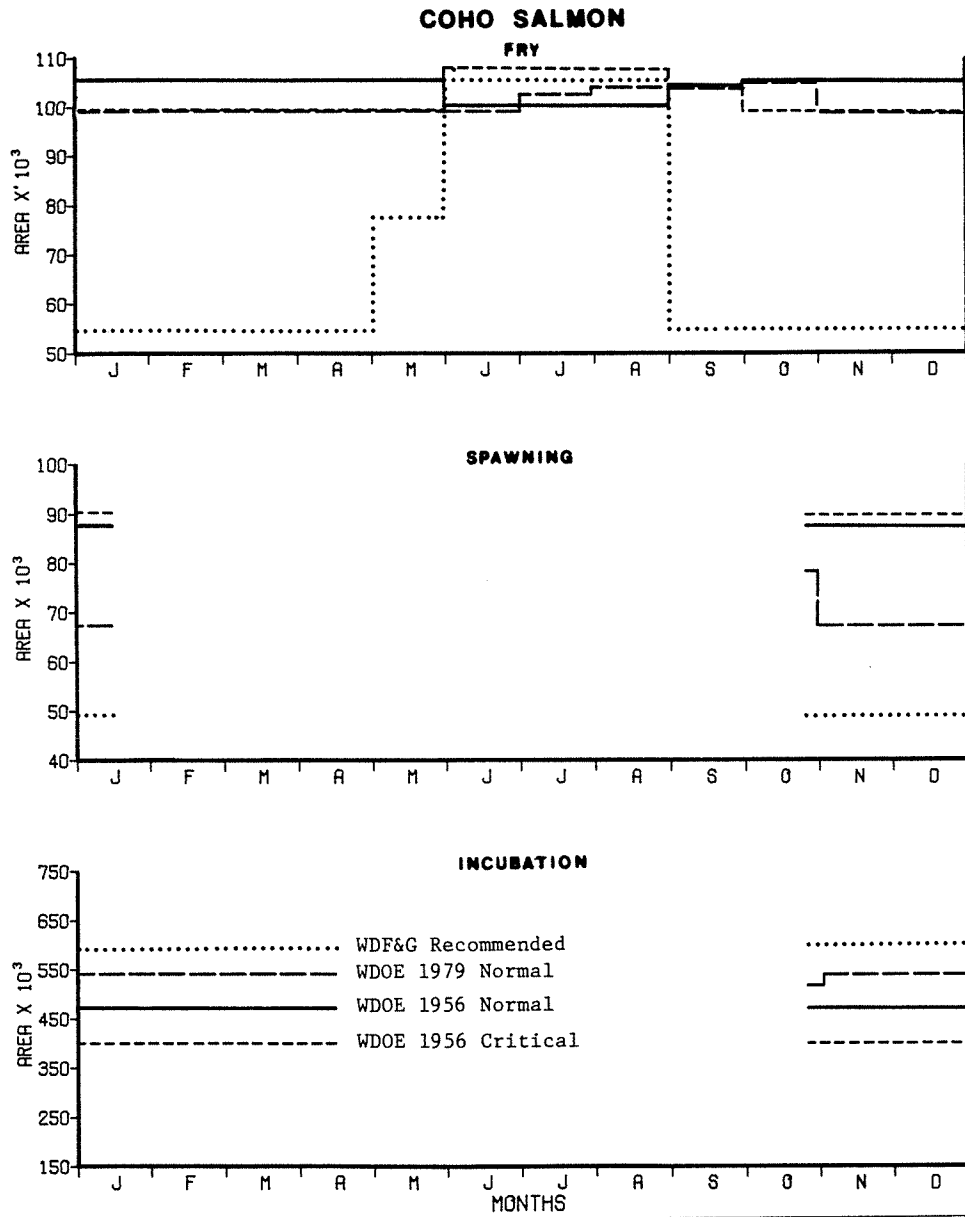 COHO SALMON
FRY
110
100
90
80
70
60
50
AREA X'10³
J F M A M J J A S O N D
SPAWNING
100
90
80
70
60
50
40
AREA X 10³
J F M A M J J A S O N D
INCUBATION
750
650
550
450
350
250
150
AREA X 10³
WDF&G Recommended
WDOE 1979 Normal
WDOE 1956 Normal
WDOE 1956 Critical
J F M A M J J A S O N D
MONTHS